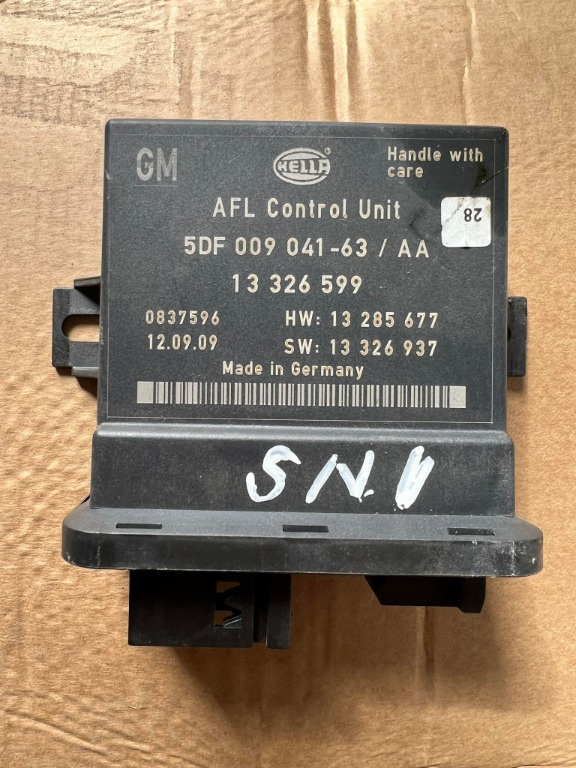 GM
HELLA
®
Handle with
care
28
AFL Control Unit
5DF 009 041-63 / AA
13 326 599
0837596 HW: 13 285 677
12.09.09 SW: 13 326 937
Made in Germany